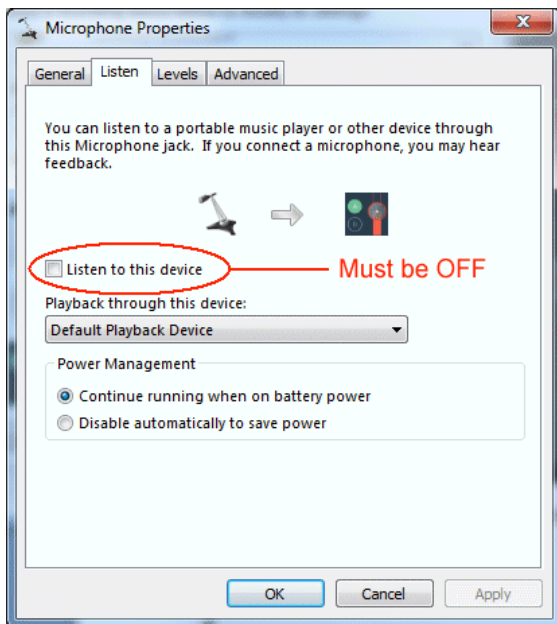 Microphone Properties
General Listen Levels Advanced
You can listen to a portable music player or other device through
this Microphone jack. If you connect a microphone, you may hear
feedback.
Listen to this device Must be OFF
Playback through this device:
Default Playback Device
Power Management
Continue running when on battery power
Disable automatically to save power
OK Cancel Apply